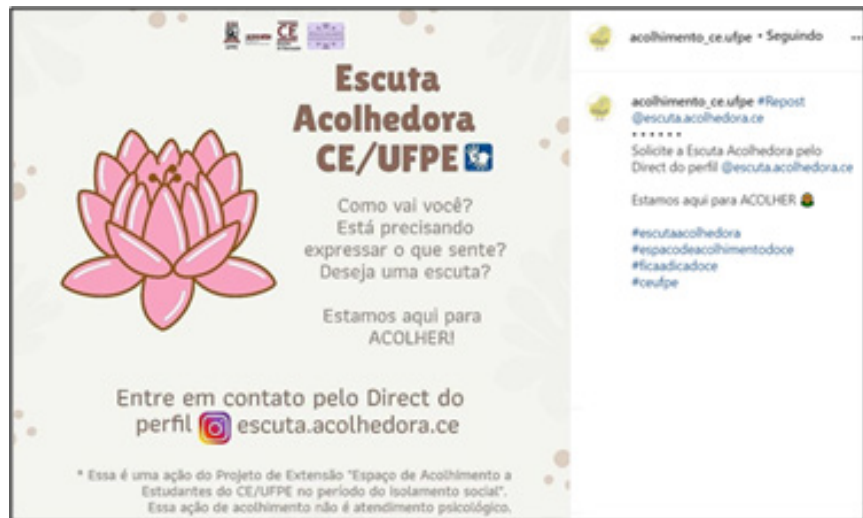 CE
Escuta
Acolhedora
CE/UFPE
Como vai você?
Está precisando
expressar o que sente?
Deseja uma escuta?
Estamos aqui para
ACOLHER!
Entre em contato pelo Direct do
perfil escuta.acolhedora.ce
* Essa é uma ação do Projeto de Extensão "Espaço de Acolhimento a
Estudantes do CE/UFPE no período do isolamento social".
Essa ação de acolhimento não é atendimento psicológico.
acolhimento_ce.ufpe • Seguindo ...
acolhimento_ce.ufpe #Repost
@escuta.acolhedora.ce
• • • • • •
Solicite a Escuta Acolhedora pelo
Direct do perfil @escuta.acolhedora.ce
Estamos aqui para ACOLHER
#escutaacolhedora
#espacodeacolhimentodoce
#ficaadicadoce
#ceufpe